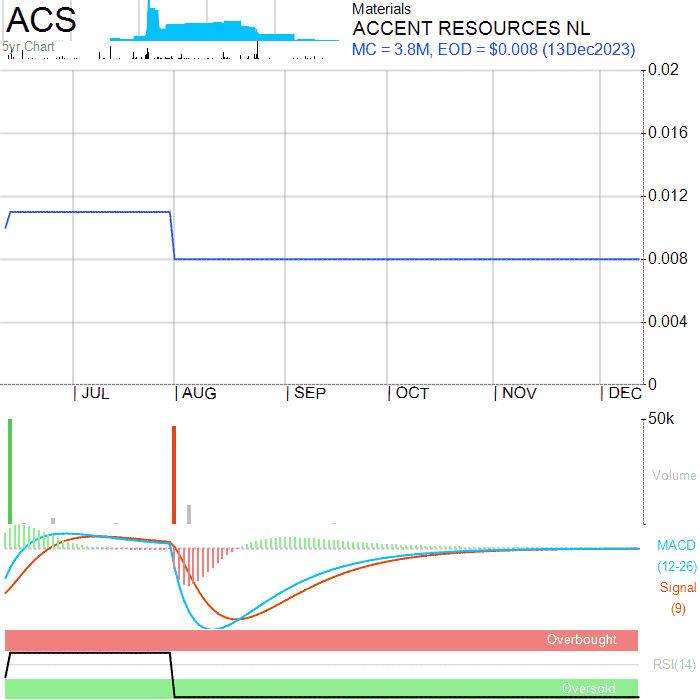 ACS
5yr Chart
Materials
ACCENT RESOURCES NL
MC = 3.8M, EOD = $0.008 (13Dec2023)
0.02
0.016
0.012
0.008
0.004
0
JUL AUG SEP OCT NOV DEC
50k
Volume
MACD
(12-26)
Signal
(9)
Overbought
RSI(14)
Oversold